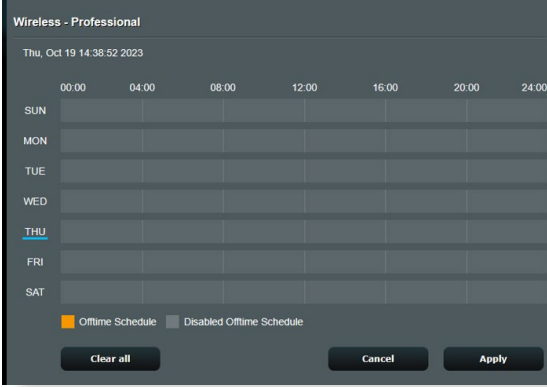 Wireless - Professional
Thu, Oct 19 14:38:52 2023
00:00 04:00 08:00 12:00 16:00 20:00 24:00
SUN
MON
TUE
WED
THU
FRI
SAT
Offtime Schedule Disabled Offtime Schedule
Clear all Cancel Apply